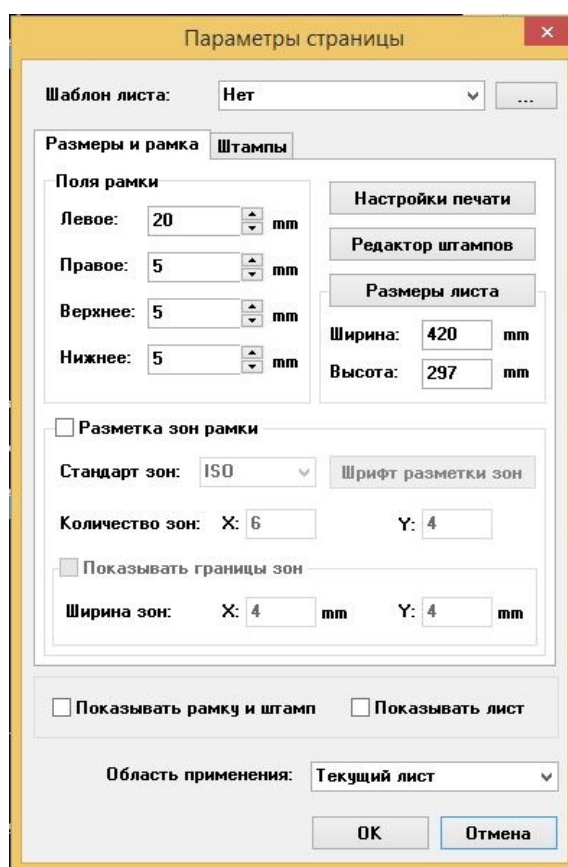 Параметры страницы
Шаблон листа: Нет ...
Размеры и рамка Штампы
Поля рамки
Левое: 20 mm
Правое: 5 mm
Верхнее: 5 mm
Нижнее: 5 mm
Настройки печати
Редактор штампов
Размеры листа
Ширина: 420 mm
Высота: 297 mm
Разметка зон рамки
Стандарт зон: ISO Шрифт разметки зон
Количество зон: X: 6 Y: 4
Показывать границы зон
Ширина зон: X: 4 mm Y: 4 mm
Показывать рамку и штамп Показывать лист
Область применения: Текущий лист
OK Отмена